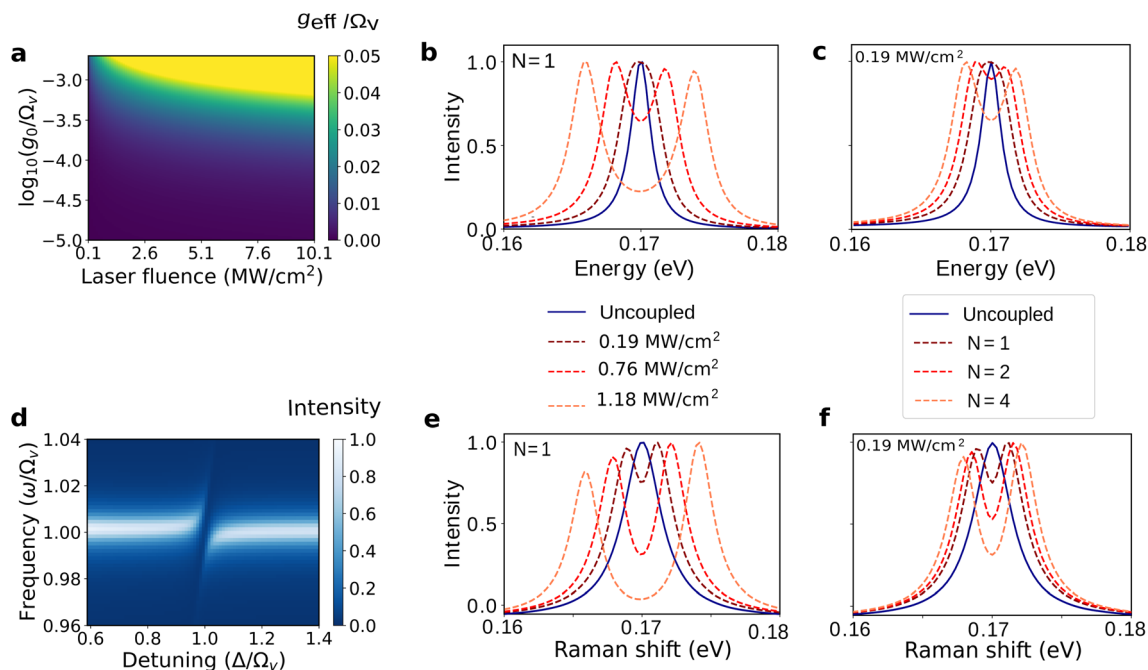 a
g_eff /Ω_v
log₁₀(g₀/Ω_v)
−3.0
−3.5
−4.0
−4.5
−5.0
0.1 2.6 5.1 7.6 10.1
Laser fluence (MW/cm²)
0.05
0.04
0.03
0.02
0.01
0.00
b
N= 1
Intensity
1.0
0.5
0.0
0.16 0.17 0.18
Energy (eV)
c
0.19 MW/cm²
0.16 0.17 0.18
Energy (eV)
Uncoupled
0.19 MW/cm²
0.76 MW/cm²
1.18 MW/cm²
Uncoupled
N= 1
N= 2
N= 4
d
Intensity
Frequency (ω/Ω_v)
1.04
1.02
1.00
0.98
0.96
0.6 0.8 1.0 1.2 1.4
Detuning (Δ/Ω_v)
1.0
0.8
0.6
0.4
0.2
0.0
e
N= 1
Intensity
1.0
0.5
0.0
0.16 0.17 0.18
Raman shift (eV)
f
0.19 MW/cm²
0.16 0.17 0.18
Raman shift (eV)